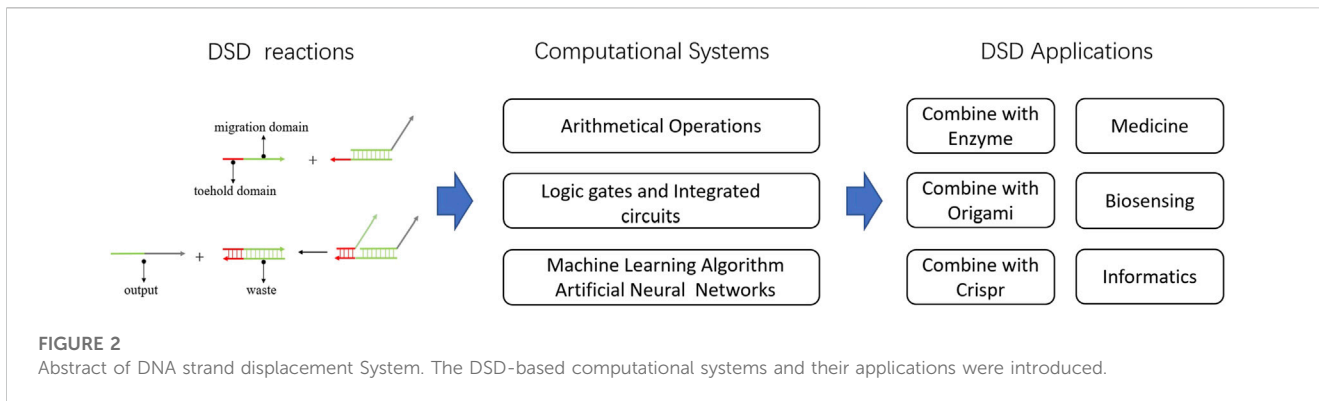 DSD reactions
Computational Systems
DSD Applications
migration domain
+
toehold domain
+
output
waste
Arithmetical Operations
Logic gates and Integrated
circuits
Machine Learning Algorithm
Artificial Neural Networks
Combine with
Enzyme
Medicine
Combine with
Origami
Biosensing
Combine with
Crispr
Informatics
FIGURE 2
Abstract of DNA strand displacement System. The DSD-based computational systems and their applications were introduced.